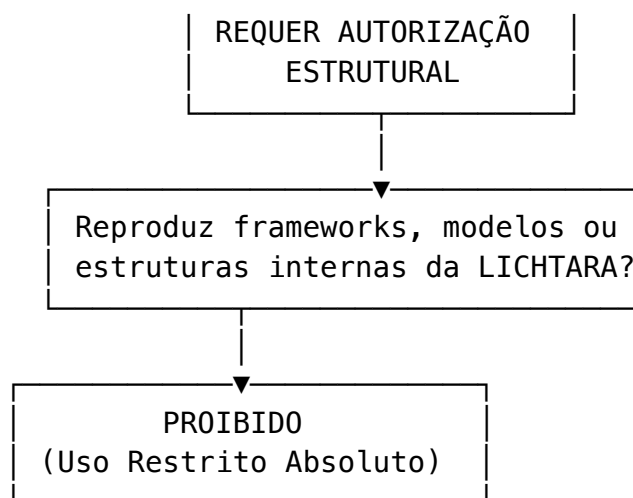 REQUER AUTORIZAÇÃO
ESTRUTURAL
Reproduz frameworks, modelos ou
estruturas internas da LICHTARA?
PROIBIDO
(Uso Restrito Absoluto)